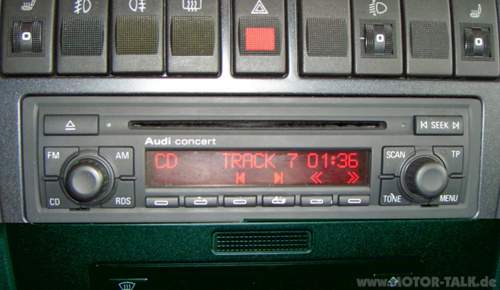 SEEK
Audi concert
FM
AM
CD TRACK 7 01:36
SCAN
TP
CD
RDS
TONE
MENU
www.MOTOR-TALK.de